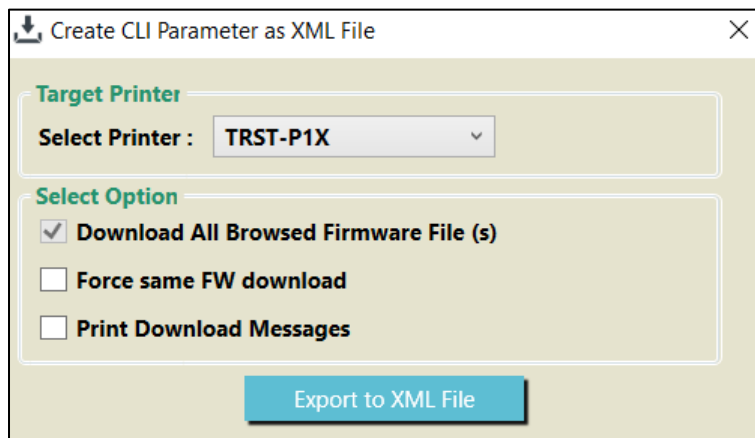 Create CLI Parameter as XML File
Target Printer
Select Printer : TRST-P1X
Select Option
Download All Browsed Firmware File (s)
Force same FW download
Print Download Messages
Export to XML File